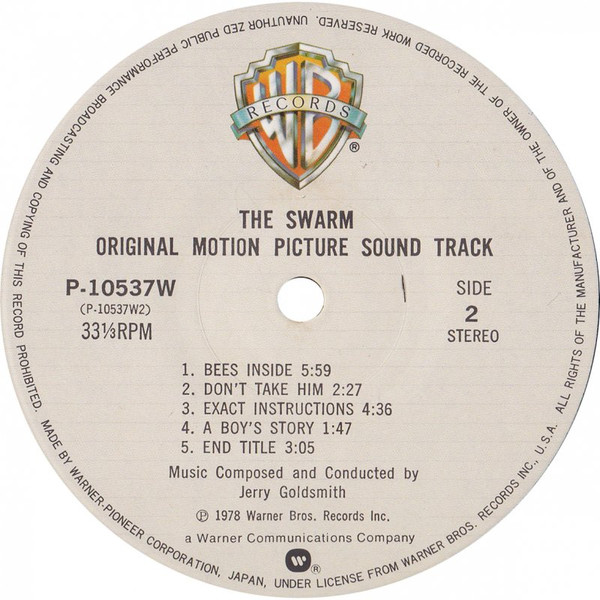 UNAUTHORIZED PUBLIC PERFORMANCE BROADCASTING AND COPYING OF THIS RECORD PROHIBITED. MADE BY WARNER-PIONEER CORPORATION, JAPAN, UNDER LICENSE FROM WARNER BROS. RECORDS INC., U.S.A. ALL RIGHTS OF THE MANUFACTURER AND OF THE OWNER OF THE RECORDED WORK RESERVED.
WB
RECORDS
®
THE SWARM
ORIGINAL MOTION PICTURE SOUND TRACK
P-10537W
(P-10537W2)
33⅓RPM
SIDE
2
STEREO
1. BEES INSIDE 5:59
2. DON'T TAKE HIM 2:27
3. EXACT INSTRUCTIONS 4:36
4. A BOY'S STORY 1:47
5. END TITLE 3:05
Music Composed and Conducted by
Jerry Goldsmith
℗ 1978 Warner Bros. Records Inc.
a Warner Communications Company
®